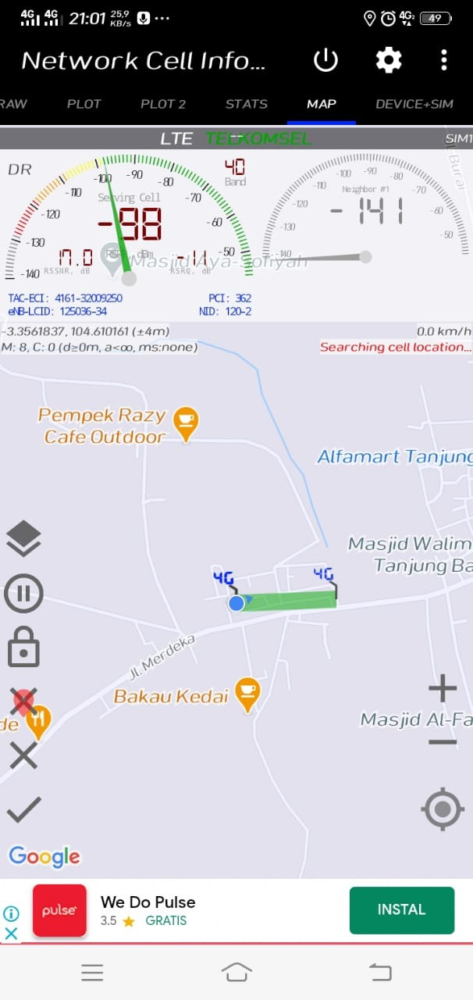 4G 4G 21:01 25,9 KB/s ... 4G2 49
Network Cell Info...
RAW PLOT PLOT 2 STATS MAP DEVICE+SIM
LTE TELKOMSEL -- SIM1
DR
40
Band
Serving Cell
-98
RSRP, dBm
17.0
RSSNR, dB
-11
RSRQ, dB
-140 -130 -120 -110 -100 -90 -80 -70 -60 -50
Neighbor #1
-141
-140 -130 -120 -110 -100 -90 -80 -70 -60 -50
JL Burai
Masjid Aya-Sofiyah
TAC-ECI: 4161-32009250 PCI: 362
eNB-LCID: 125036-34 NID: 120-2
-3.3561837, 104.610161 (±4m) 0.0 km/h
M: 8, C: 0 (d≥0m, a<∞, ms:none) Searching cell location...
Pempek Razy
Cafe Outdoor
Alfamart Tanjung
Masjid Walim
Tanjung Ba
4G 4G
Jl. Merdeka
Bakau Kedai
de
Masjid Al-Fa
Google
We Do Pulse
pulse
3.5 GRATIS
INSTAL